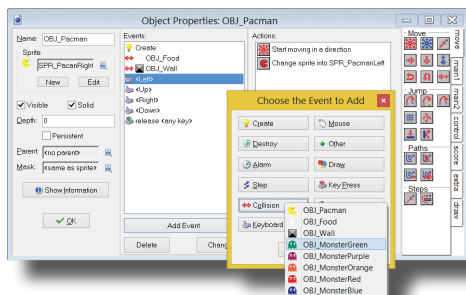 Object Properties: OBJ_Pacman
Name: OBJ_Pacman
Sprite
SPR_PacanRight
New Edit
Visible Solid
Depth: 0
Persistent
Parent: <no parent>
Mask: <same as sprite>
Show Information
OK
Events:
Create
OBJ_Food
OBJ_Wall
<Left>
<Up>
<Right>
<Down>
release <any key>
Add Event
Delete Chang
Actions:
Start moving in a direction
Change sprite into SPR_PacmanLeft
Choose the Event to Add
Create Mouse
Destroy Other
Alarm Draw
Step Key Press
Collision
Keyboard
OBJ_Pacman
OBJ_Food
OBJ_Wall
OBJ_MonsterGreen
OBJ_MonsterPurple
OBJ_MonsterOrange
OBJ_MonsterRed
OBJ_MonsterBlue
Move
Jump
Paths
Steps
move
main1
main2
control
score
extra
draw